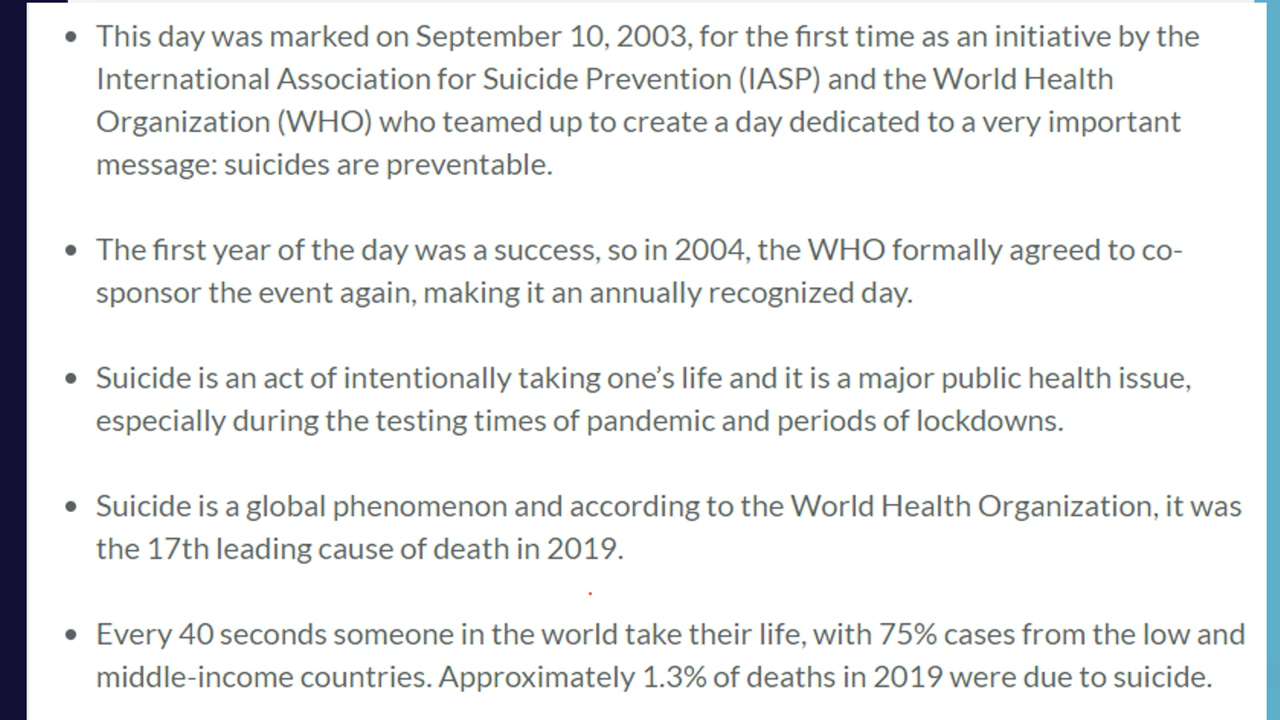 • This day was marked on September 10, 2003, for the first time as an initiative by the
International Association for Suicide Prevention (IASP) and the World Health
Organization (WHO) who teamed up to create a day dedicated to a very important
message: suicides are preventable.
• The first year of the day was a success, so in 2004, the WHO formally agreed to co-
sponsor the event again, making it an annually recognized day.
• Suicide is an act of intentionally taking one’s life and it is a major public health issue,
especially during the testing times of pandemic and periods of lockdowns.
• Suicide is a global phenomenon and according to the World Health Organization, it was
the 17th leading cause of death in 2019.
• Every 40 seconds someone in the world take their life, with 75% cases from the low and
middle-income countries. Approximately 1.3% of deaths in 2019 were due to suicide.